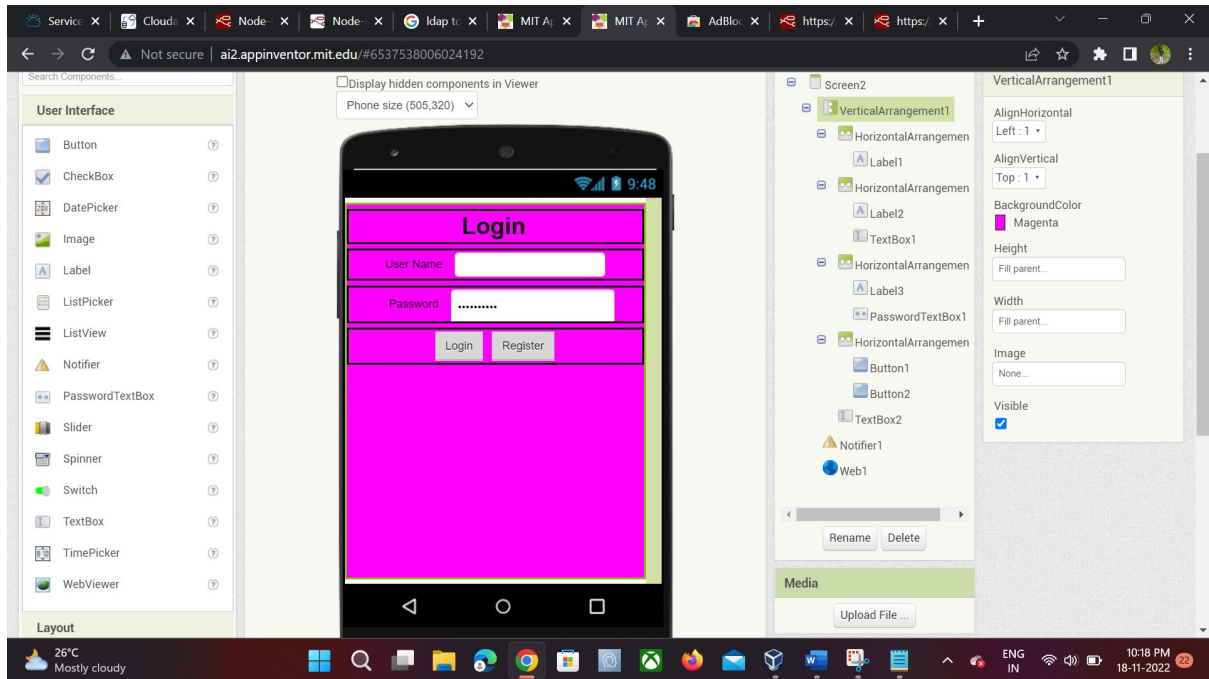 Service
Clouda
Node-
Node-
ldap to
MIT Ap
MIT Ap
AdBloc
https:/
https:/
Not secure
ai2.appinventor.mit.edu/#6537538006024192
Search Components...
User Interface
Button
CheckBox
DatePicker
Image
Label
ListPicker
ListView
Notifier
PasswordTextBox
Slider
Spinner
Switch
TextBox
TimePicker
WebViewer
Layout
Display hidden components in Viewer
Phone size (505,320)
9:48
Login
User Name
Password
Login Register
Screen2
VerticalArrangement1
HorizontalArrangemen
Label1
HorizontalArrangemen
Label2
TextBox1
HorizontalArrangemen
Label3
PasswordTextBox1
HorizontalArrangemen
Button1
Button2
TextBox2
Notifier1
Web1
Rename Delete
Media
Upload File ...
VerticalArrangement1
AlignHorizontal
Left : 1
AlignVertical
Top : 1
BackgroundColor
Magenta
Height
Fill parent...
Width
Fill parent...
Image
None...
Visible
26°C
Mostly cloudy
ENG
IN
10:18 PM
18-11-2022
22